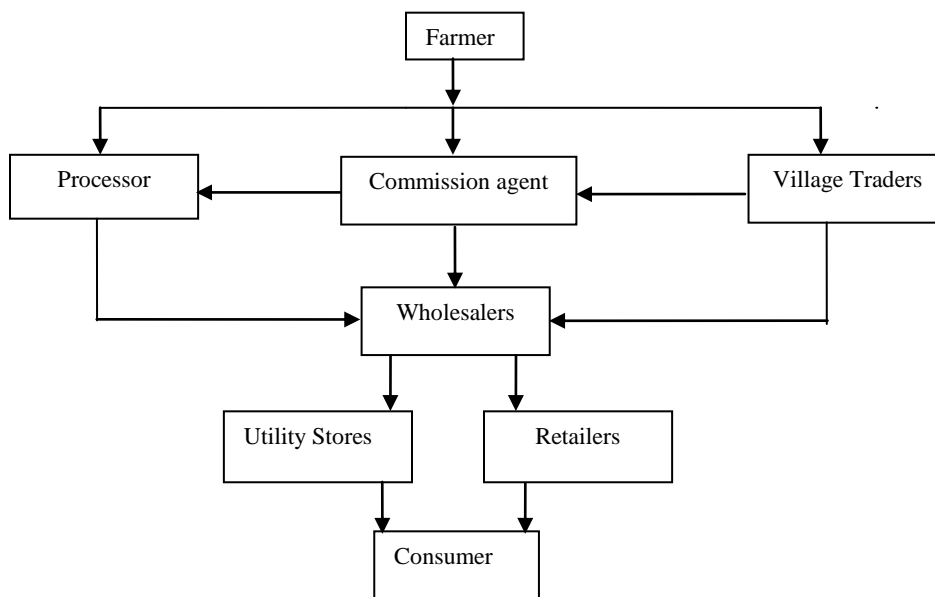 Farmer
Processor
Commission agent
Village Traders
Wholesalers
Utility Stores
Retailers
Consumer